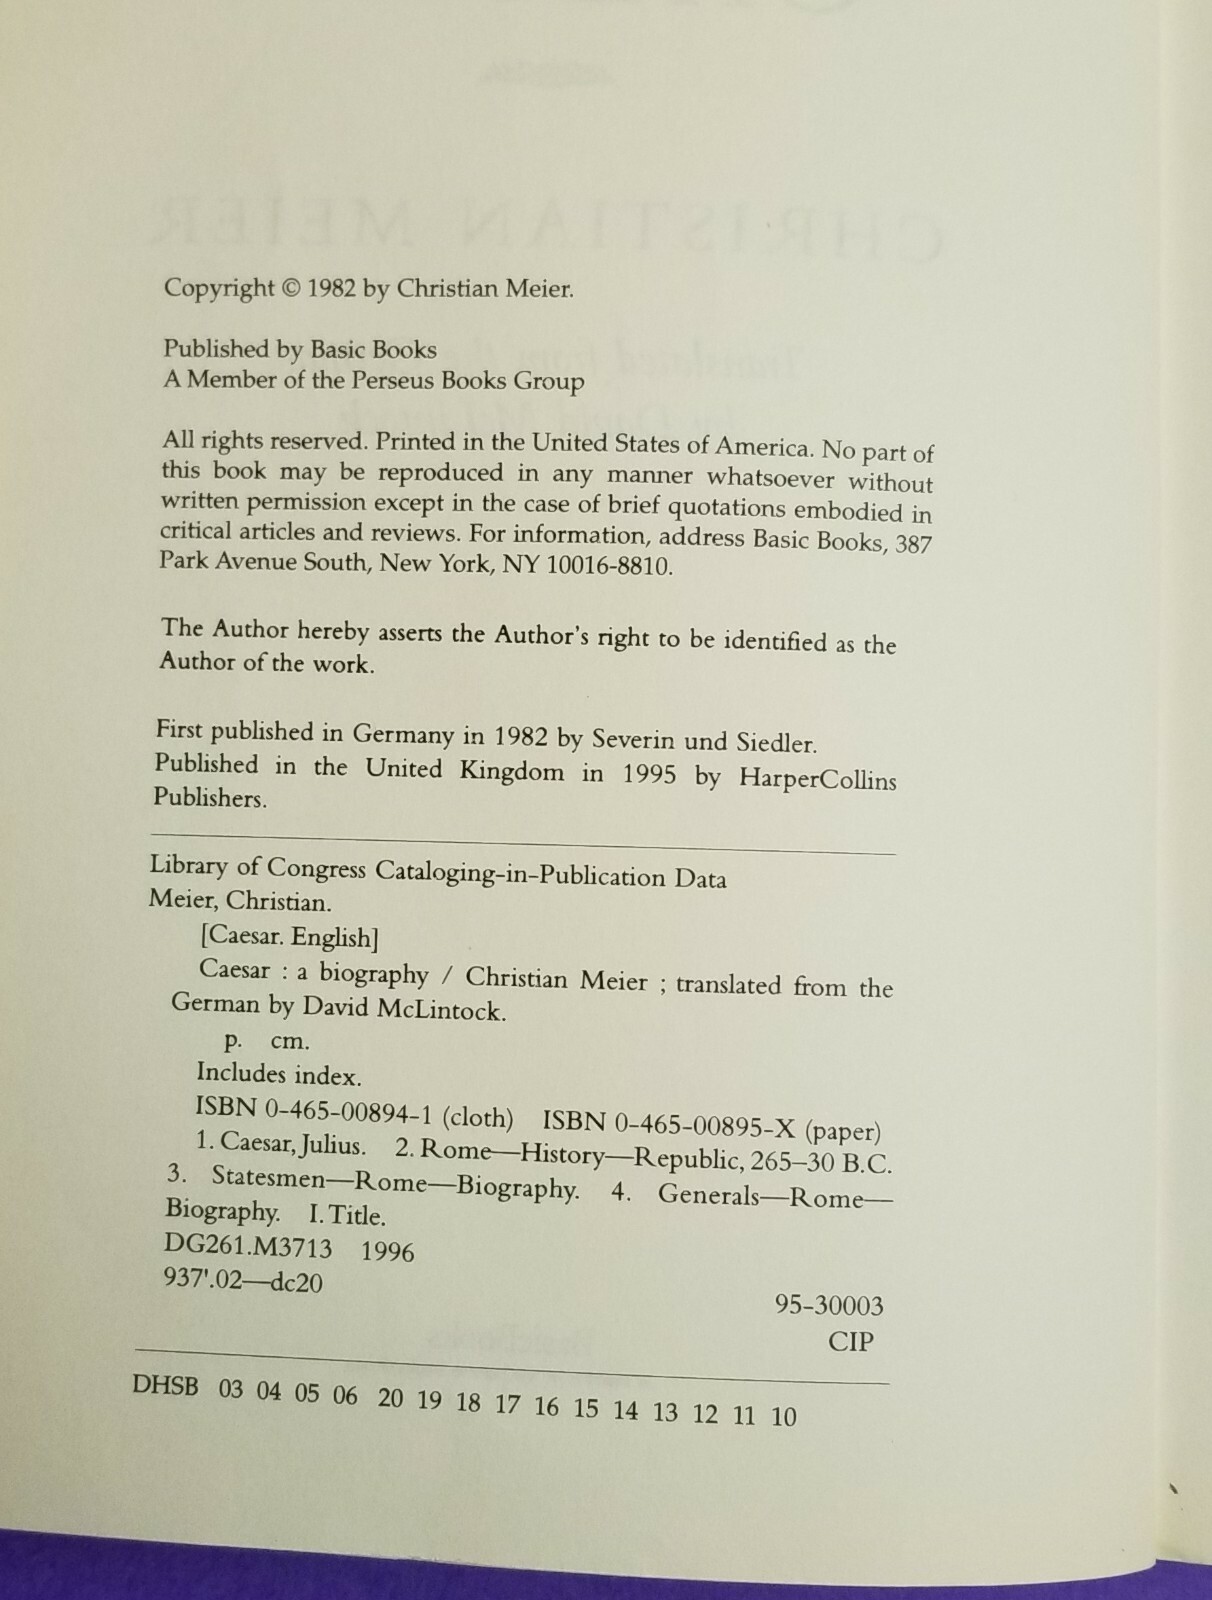 Copyright © 1982 by Christian Meier.
Published by Basic Books
A Member of the Perseus Books Group
All rights reserved. Printed in the United States of America. No part of
this book may be reproduced in any manner whatsoever without
written permission except in the case of brief quotations embodied in
critical articles and reviews. For information, address Basic Books, 387
Park Avenue South, New York, NY 10016-8810.
The Author hereby asserts the Author's right to be identified as the
Author of the work.
First published in Germany in 1982 by Severin und Siedler.
Published in the United Kingdom in 1995 by HarperCollins
Publishers.
Library of Congress Cataloging-in-Publication Data
Meier, Christian.
[Caesar. English]
Caesar : a biography / Christian Meier ; translated from the
German by David McLintock.
p. cm.
Includes index.
ISBN 0-465-00894-1 (cloth) ISBN 0-465-00895-X (paper)
1. Caesar, Julius. 2. Rome—History—Republic, 265–30 B.C.
3. Statesmen—Rome—Biography. 4. Generals—Rome—
Biography. I. Title.
DG261.M3713 1996
937'.02—dc20
95-30003
CIP
DHSB 03 04 05 06 20 19 18 17 16 15 14 13 12 11 10